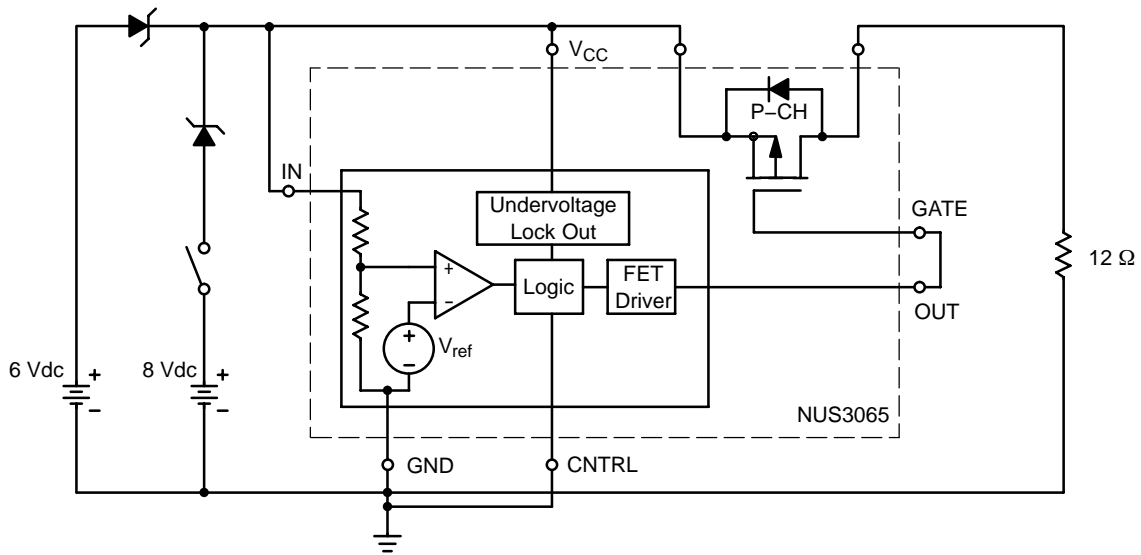 V_CC
P–CH
IN
GATE
Undervoltage
Lock Out
12 Ω
+
Logic
FET
Driver
–
OUT
+
V_ref
–
6 Vdc
+
–
8 Vdc
+
–
NUS3065
GND
CNTRL